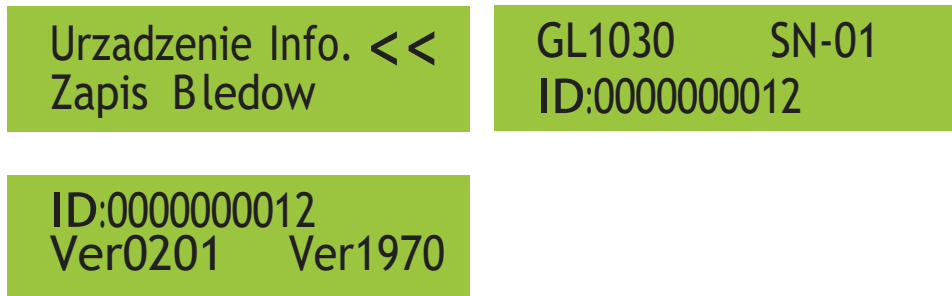 Urzadzenie Info. <<
Zapis Bledow
GL1030 SN-01
ID:0000000012
ID:0000000012
Ver0201 Ver1970